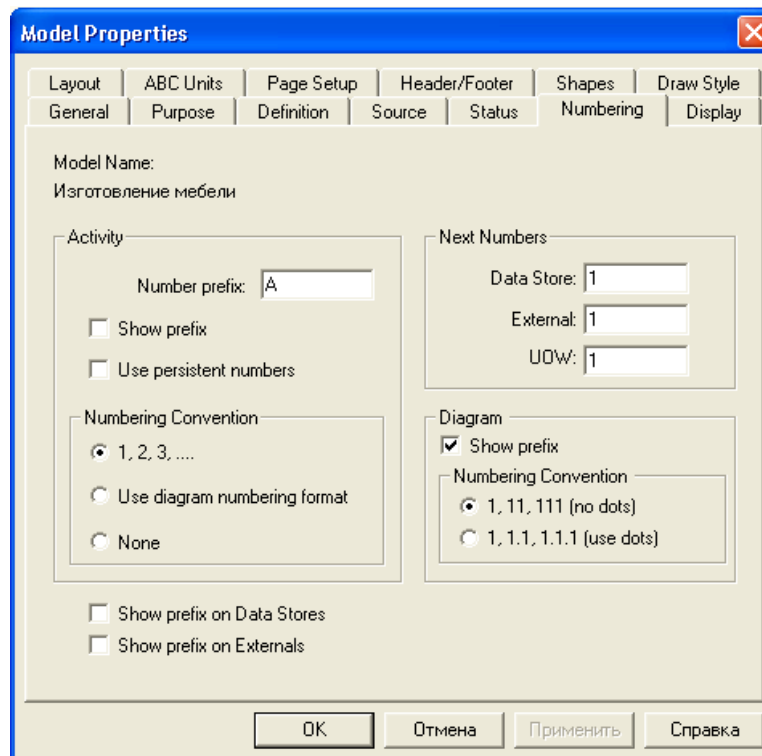 Model Properties
Layout ABC Units Page Setup Header/Footer Shapes Draw Style
General Purpose Definition Source Status Numbering Display
Model Name:
Изготовление мебели
Activity
Number prefix: A
Show prefix
Use persistent numbers
Numbering Convention
1, 2, 3, ....
Use diagram numbering format
None
Next Numbers
Data Store: 1
External: 1
UOW: 1
Diagram
Show prefix
Numbering Convention
1, 11, 111 (no dots)
1, 1.1, 1.1.1 (use dots)
Show prefix on Data Stores
Show prefix on Externals
OK Отмена Применить Справка